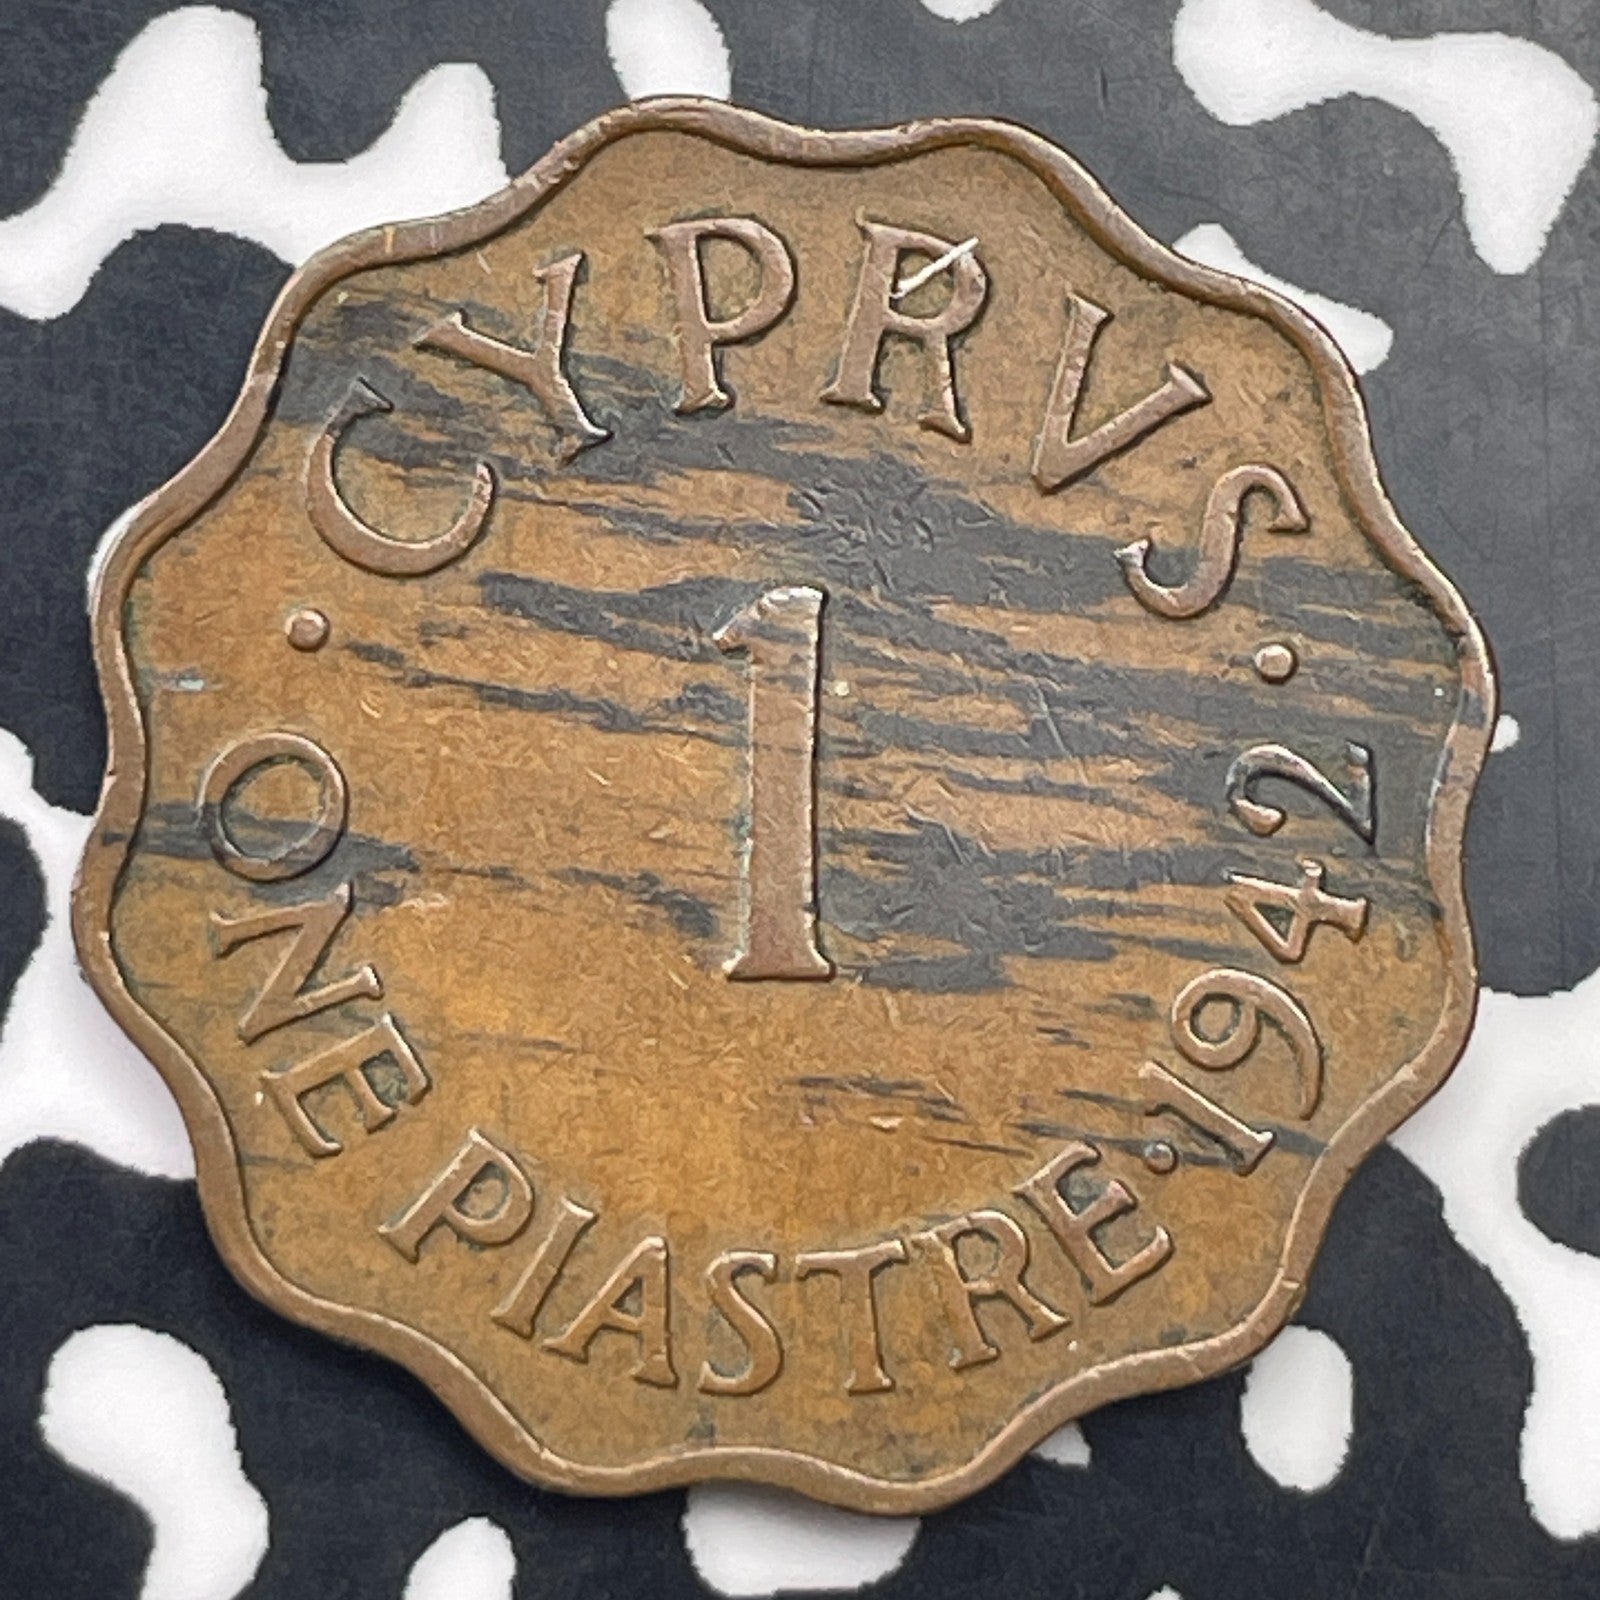 CYPRVS
1
· ONE PIASTRE · 1942 ·